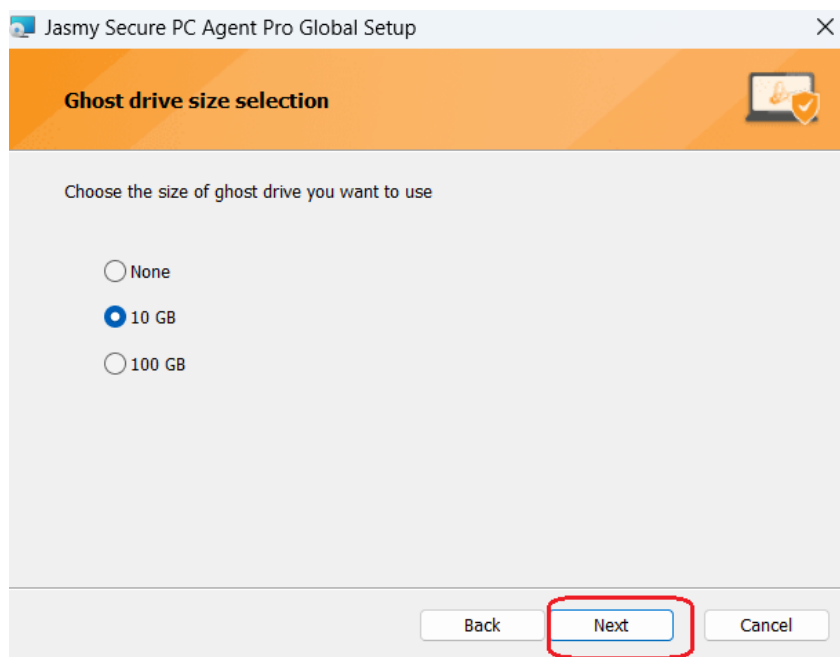 Jasmy Secure PC Agent Pro Global Setup
Ghost drive size selection
Choose the size of ghost drive you want to use
None
10 GB
100 GB
Back Next Cancel